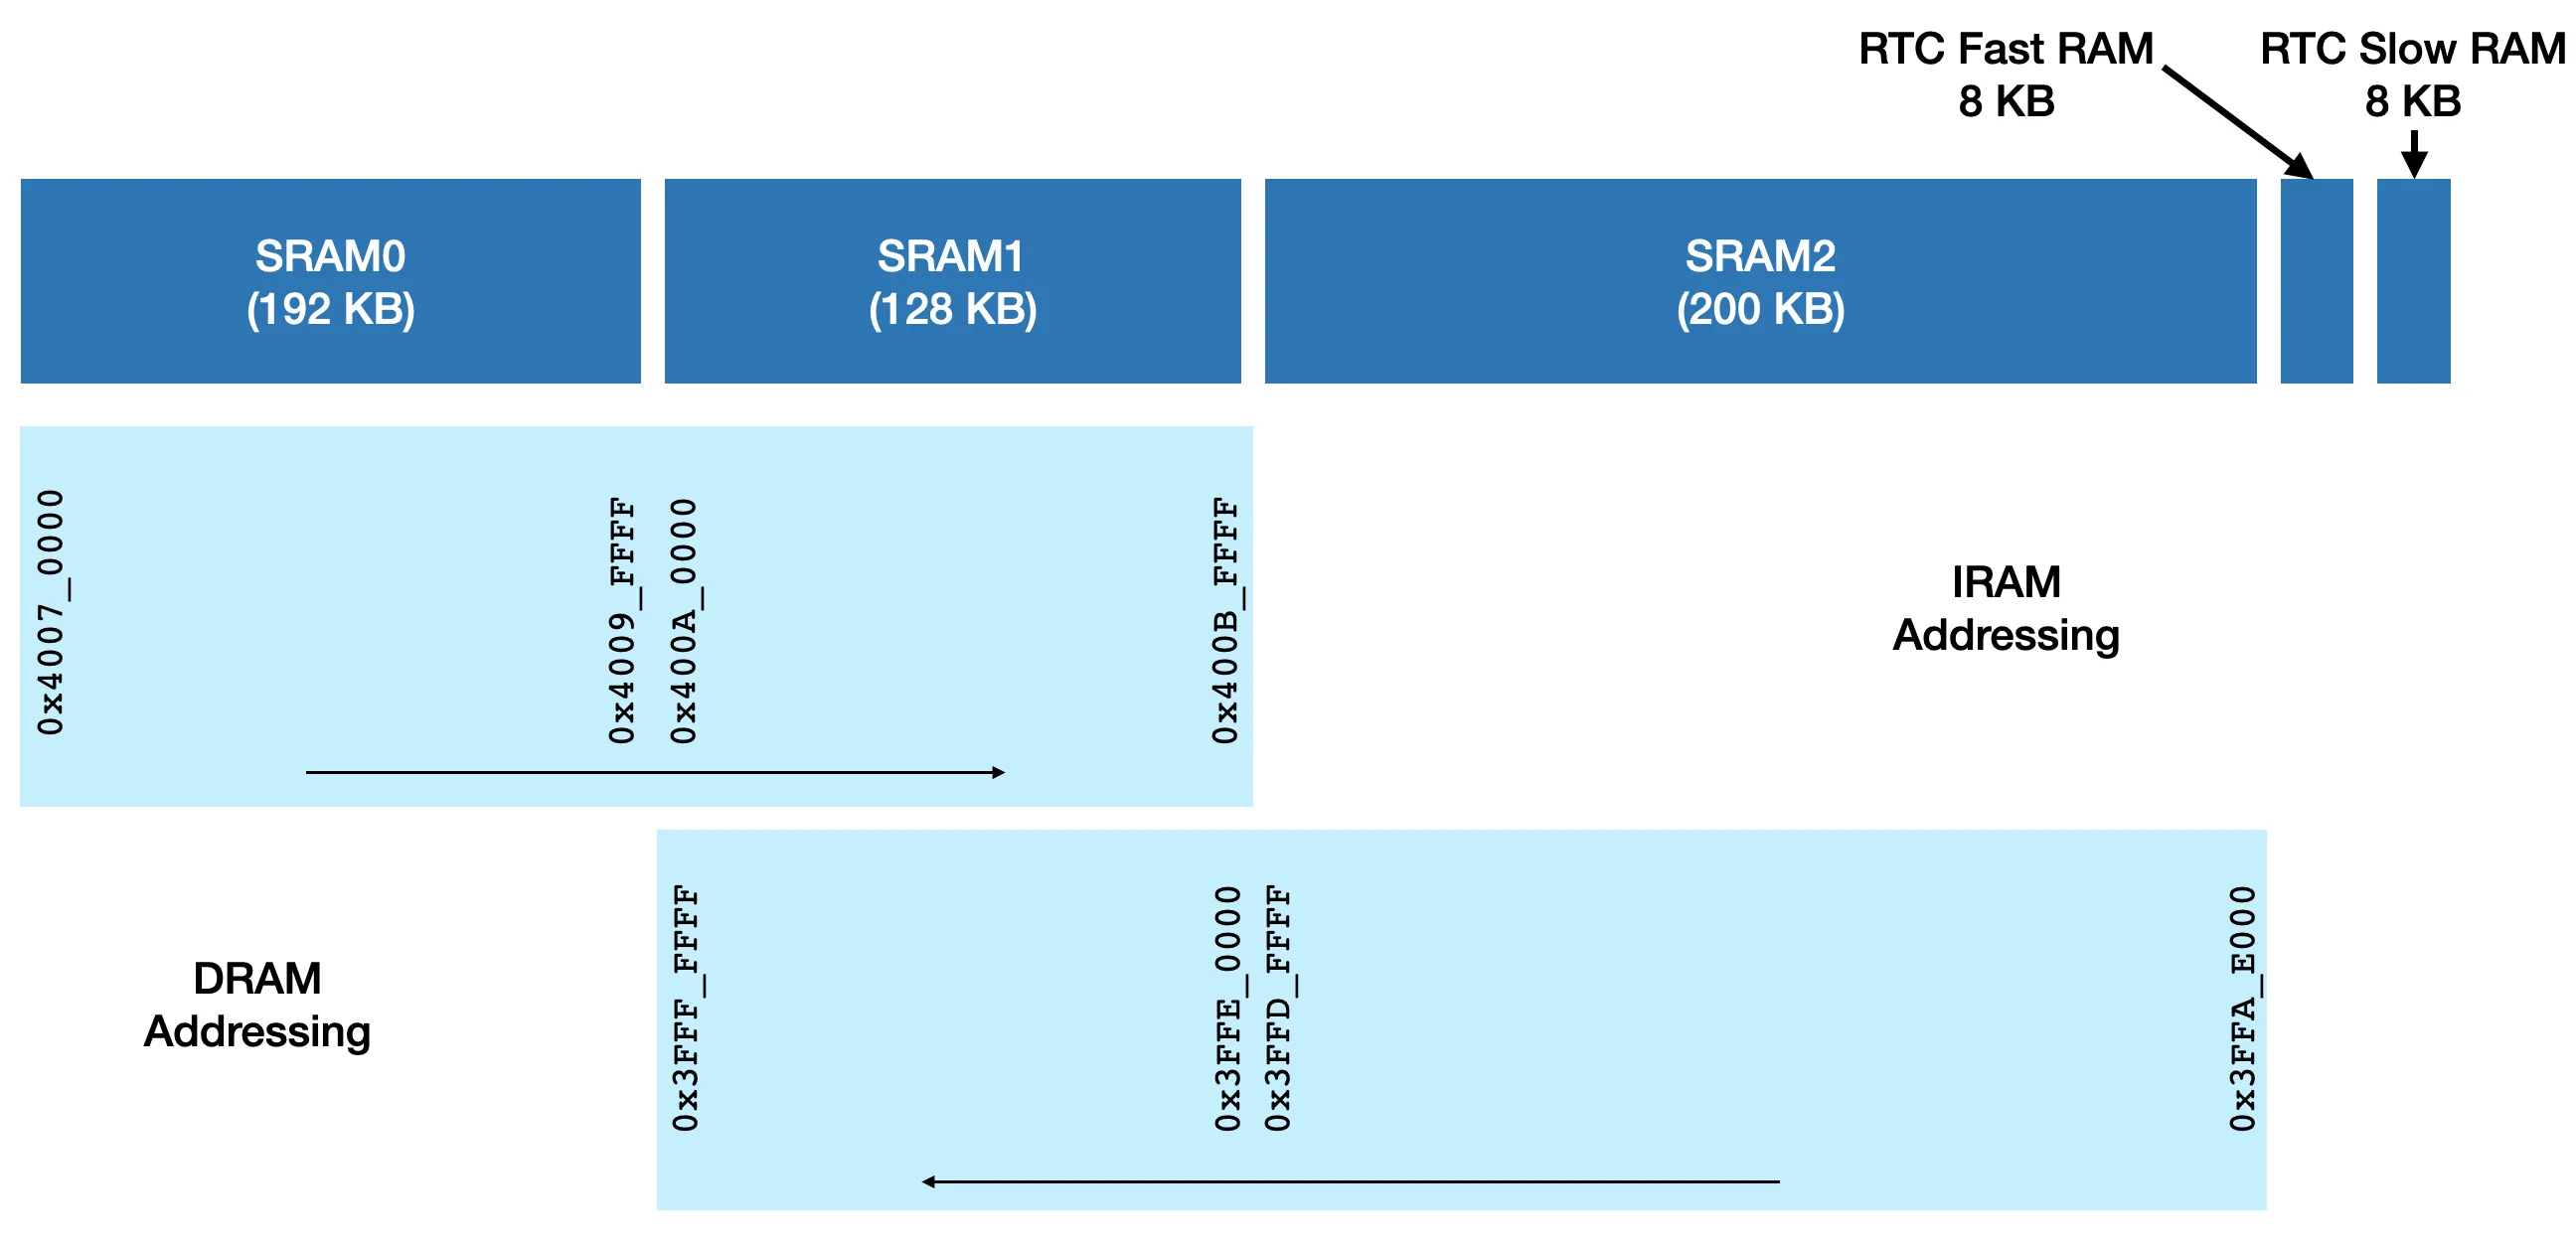 RTC Fast RAM
8 KB
RTC Slow RAM
8 KB
SRAM0
(192 KB)
SRAM1
(128 KB)
SRAM2
(200 KB)
0x4007_0000
0x4009_FFFF
0x400A_0000
0x400B_FFFF
IRAM
Addressing
DRAM
Addressing
0x3FFF_FFFF
0x3FFE_0000
0x3FFD_FFFF
0x3FFA_E000